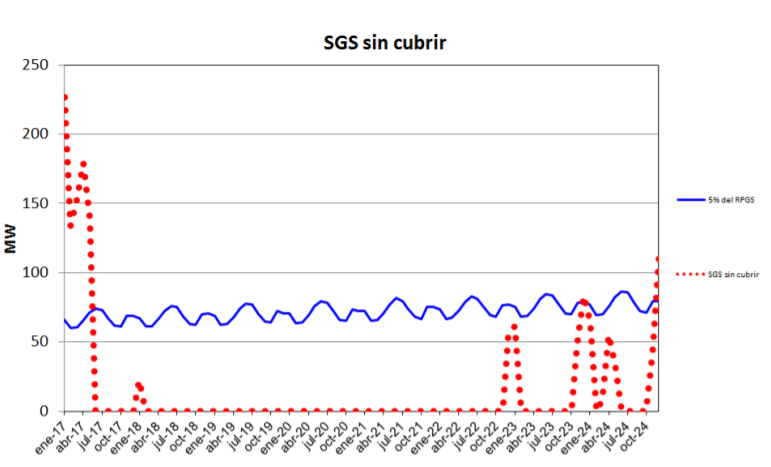 SGS sin cubrir
250
200
150
100
50
0
MW
ene-17
abr-17
jul-17
oct-17
ene-18
abr-18
jul-18
oct-18
ene-19
abr-19
jul-19
oct-19
ene-20
abr-20
jul-20
oct-20
ene-21
abr-21
jul-21
oct-21
ene-22
abr-22
jul-22
oct-22
ene-23
abr-23
jul-23
oct-23
ene-24
abr-24
jul-24
oct-24
5% del RPGS
SGS sin cubrir